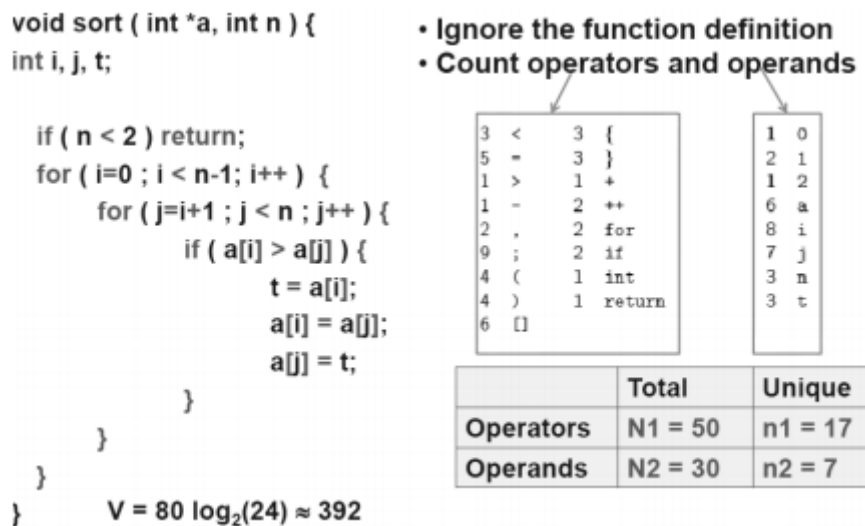 void sort ( int *a, int n ) {
int i, j, t;
if ( n < 2 ) return;
for ( i=0 ; i < n-1; i++ ) {
for ( j=i+1 ; j < n ; j++ ) {
if ( a[i] > a[j] ) {
t = a[i];
a[i] = a[j];
a[j] = t;
}
}
}
}
V = 80 log₂(24) ≈ 392
• Ignore the function definition
• Count operators and operands
3 < 3 {
5 = 3 }
1 > 1 +
1 - 2 ++
2 , 2 for
9 ; 2 if
4 ( 1 int
4 ) 1 return
6 []
1 0
2 1
1 2
6 a
8 i
7 j
3 n
3 t
Total Unique
Operators N1 = 50 n1 = 17
Operands N2 = 30 n2 = 7